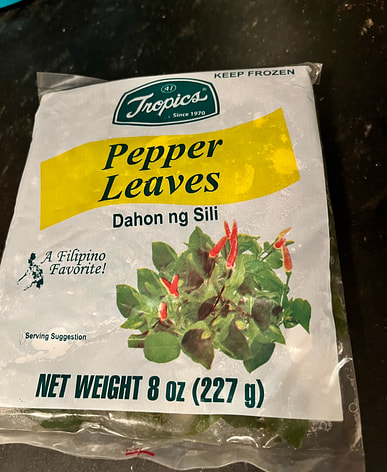 KEEP FROZEN
A1
Tropics
Since 1970
Pepper
Leaves
Dahon ng Sili
A Filipino
Favorite!
Serving Suggestion
NET WEIGHT 8 oz (227 g)